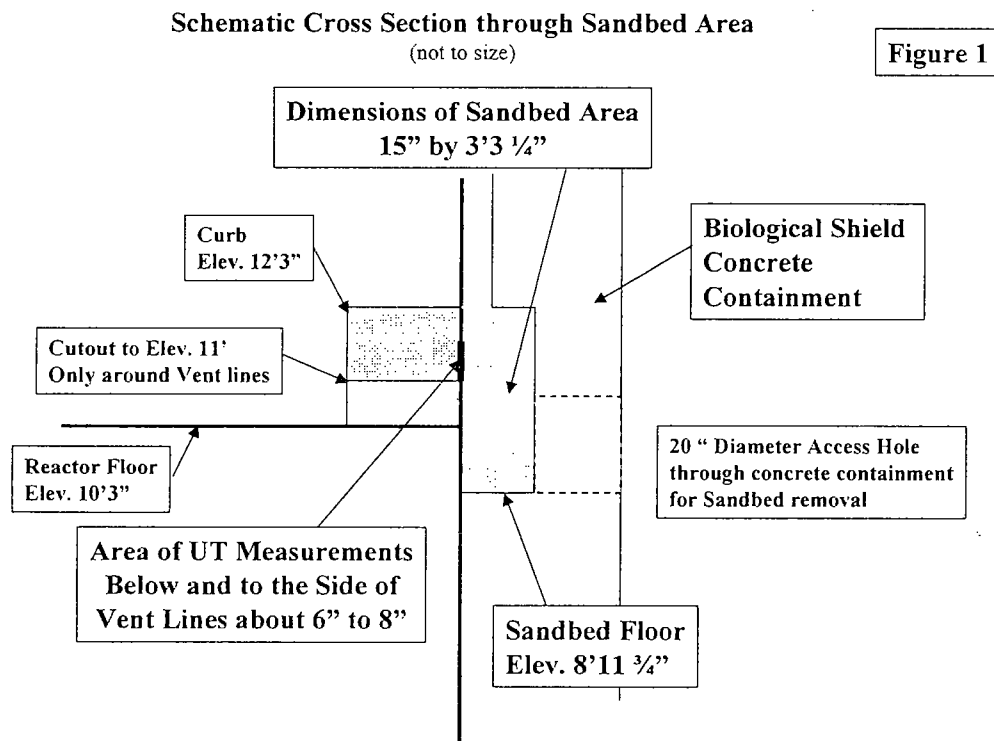 Schematic Cross Section through Sandbed Area
(not to size)
Figure 1
Dimensions of Sandbed Area
15” by 3’3 ¼”
Curb
Elev. 12’3”
Biological Shield
Concrete
Containment
Cutout to Elev. 11'
Only around Vent lines
Reactor Floor
Elev. 10’3”
20 “ Diameter Access Hole
through concrete containment
for Sandbed removal
Area of UT Measurements
Below and to the Side of
Vent Lines about 6” to 8”
Sandbed Floor
Elev. 8’11 ¾”